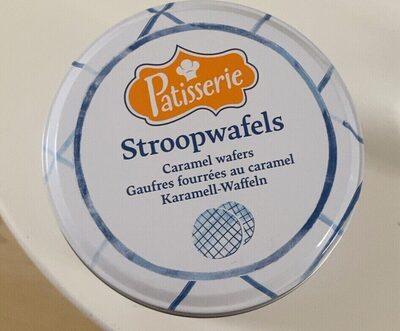 Patisserie
Stroopwafels
Caramel wafers
Gaufres fourrées au caramel
Karamell-Waffeln